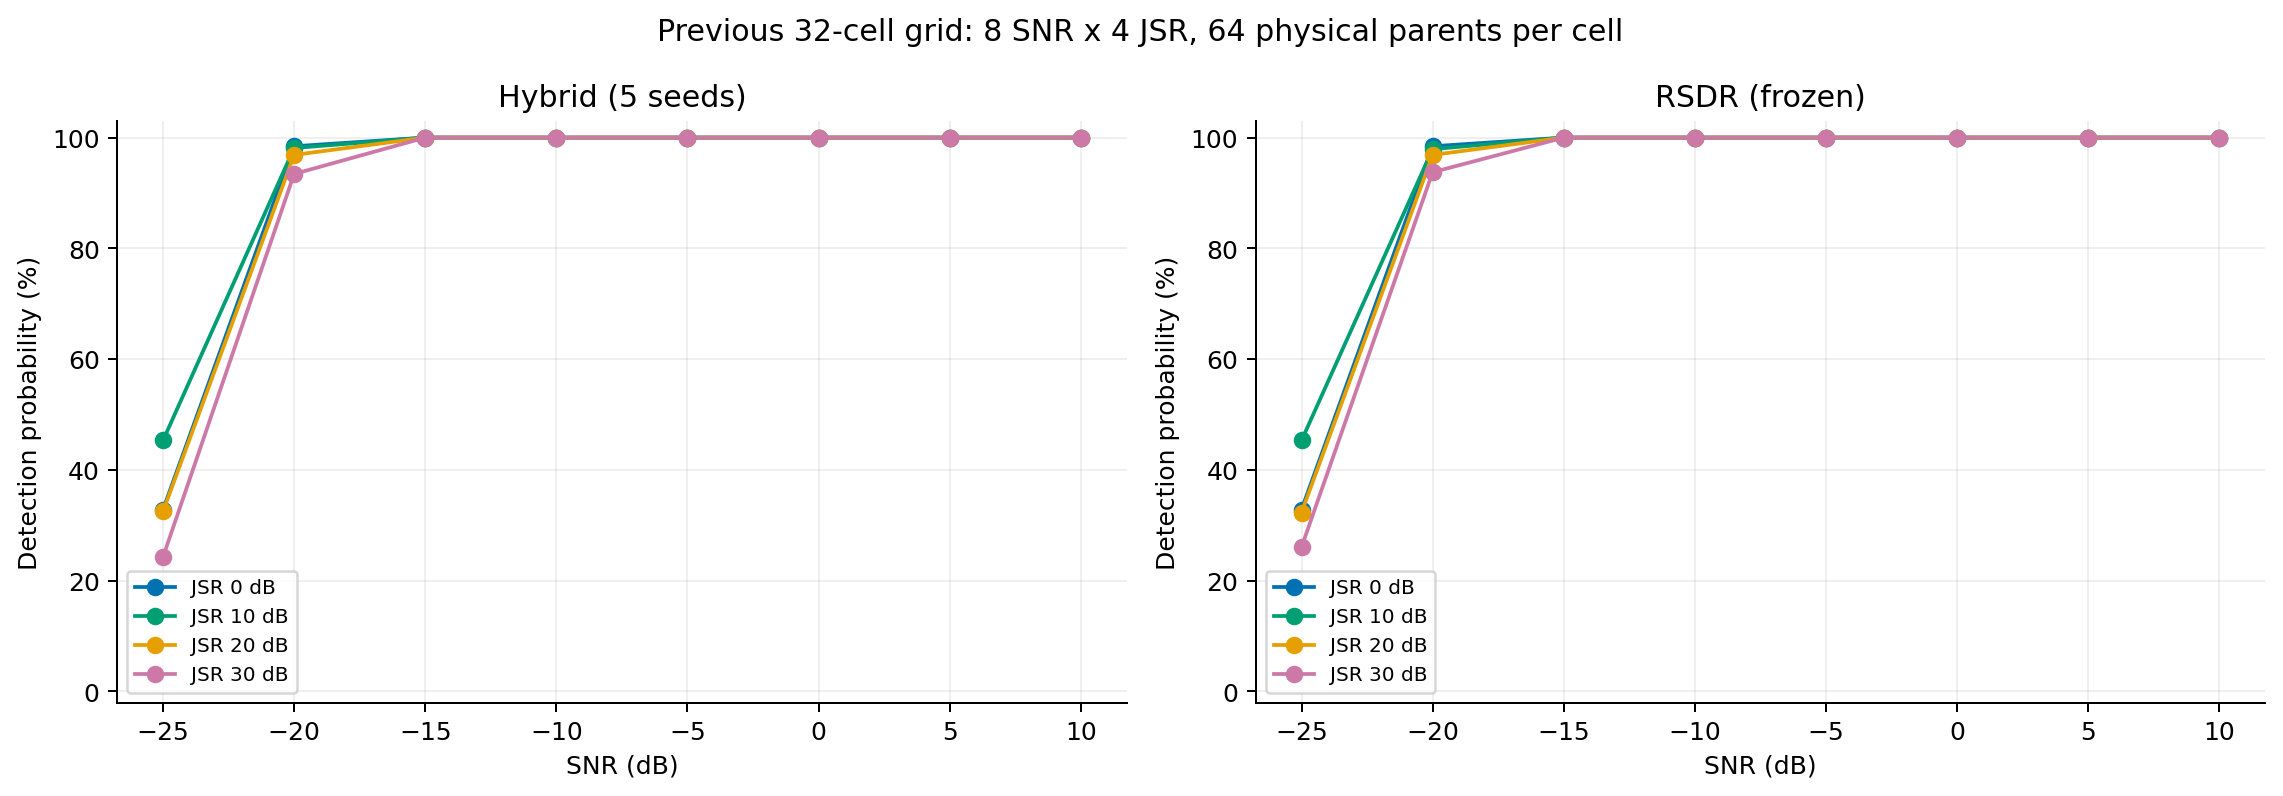 Previous 32-cell grid: 8 SNR x 4 JSR, 64 physical parents per cell
Hybrid (5 seeds)
Detection probability (%)
100
80
60
40
20
0
JSR 0 dB
JSR 10 dB
JSR 20 dB
JSR 30 dB
−25 −20 −15 −10 −5 0 5 10
SNR (dB)
RSDR (frozen)
Detection probability (%)
100
80
60
40
20
0
JSR 0 dB
JSR 10 dB
JSR 20 dB
JSR 30 dB
−25 −20 −15 −10 −5 0 5 10
SNR (dB)